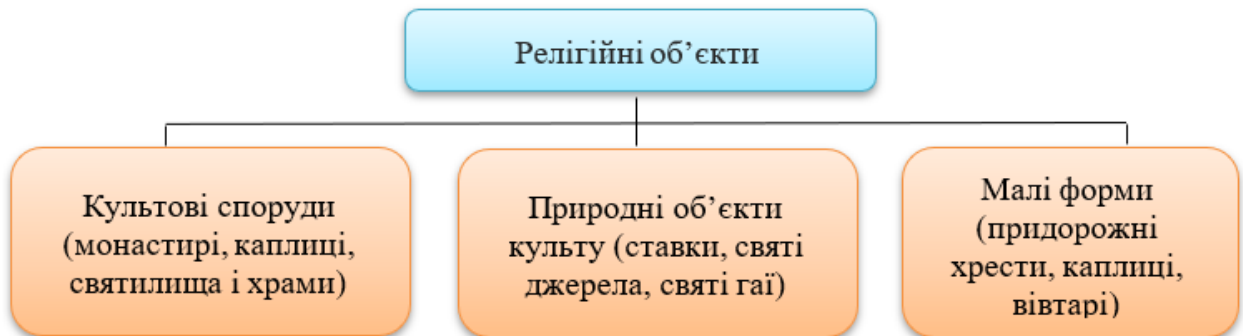 Релігійні об’єкти
Культові споруди
(монастирі, каплиці,
святилища і храми)
Природні об’єкти
культу (ставки, святі
джерела, святі гаї)
Малі форми
(придорожні
хрести, каплиці,
вівтарі)